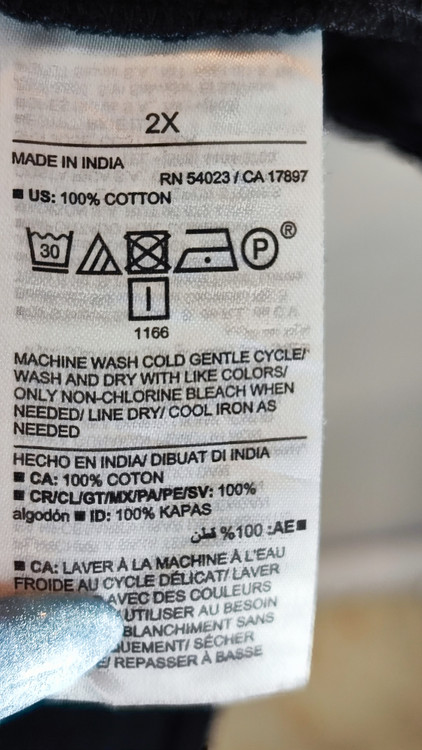 2X
MADE IN INDIA
RN 54023 / CA 17897
■ US: 100% COTTON
30 P ®
1166
MACHINE WASH COLD GENTLE CYCLE/
WASH AND DRY WITH LIKE COLORS/
ONLY NON-CHLORINE BLEACH WHEN
NEEDED/ LINE DRY/ COOL IRON AS
NEEDED
HECHO EN INDIA/ DIBUAT DI INDIA
■ CA: 100% COTON
■ CR/CL/GT/MX/PA/PE/SV: 100%
algodón ■ ID: 100% KAPAS
■AE: 100% قطن
■ CA: LAVER À LA MACHINE À L'EAU
FROIDE AU CYCLE DÉLICAT/ LAVER
AVEC DES COULEURS
UTILISER AU BESOIN
BLANCHIMENT SANS
SÉCHER
REPASSER À BASSE